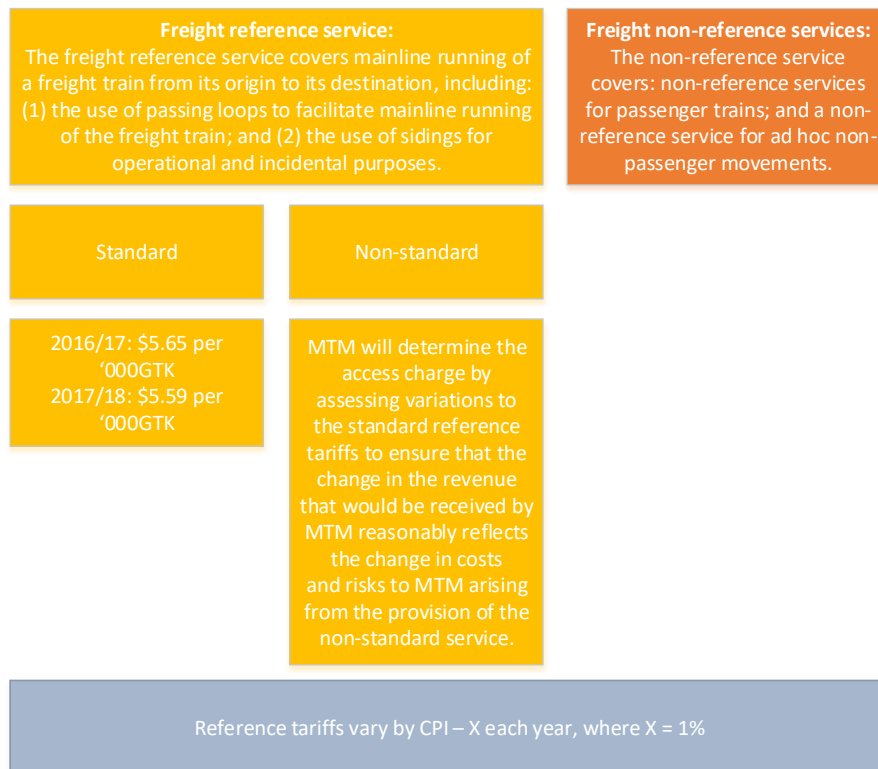 Freight reference service:
The freight reference service covers mainline running of
a freight train from its origin to its destination, including:
(1) the use of passing loops to facilitate mainline running
of the freight train; and (2) the use of sidings for
operational and incidental purposes.
Freight non-reference services:
The non-reference service
covers: non-reference services
for passenger trains; and a non-
reference service for ad hoc non-
passenger movements.
Standard
Non-standard
2016/17: $5.65 per
‘000GTK
2017/18: $5.59 per
‘000GTK
MTM will determine the
access charge by
assessing variations to
the standard reference
tariffs to ensure that the
change in the revenue
that would be received by
MTM reasonably reflects
the change in costs
and risks to MTM arising
from the provision of the
non-standard service.
Reference tariffs vary by CPI – X each year, where X = 1%